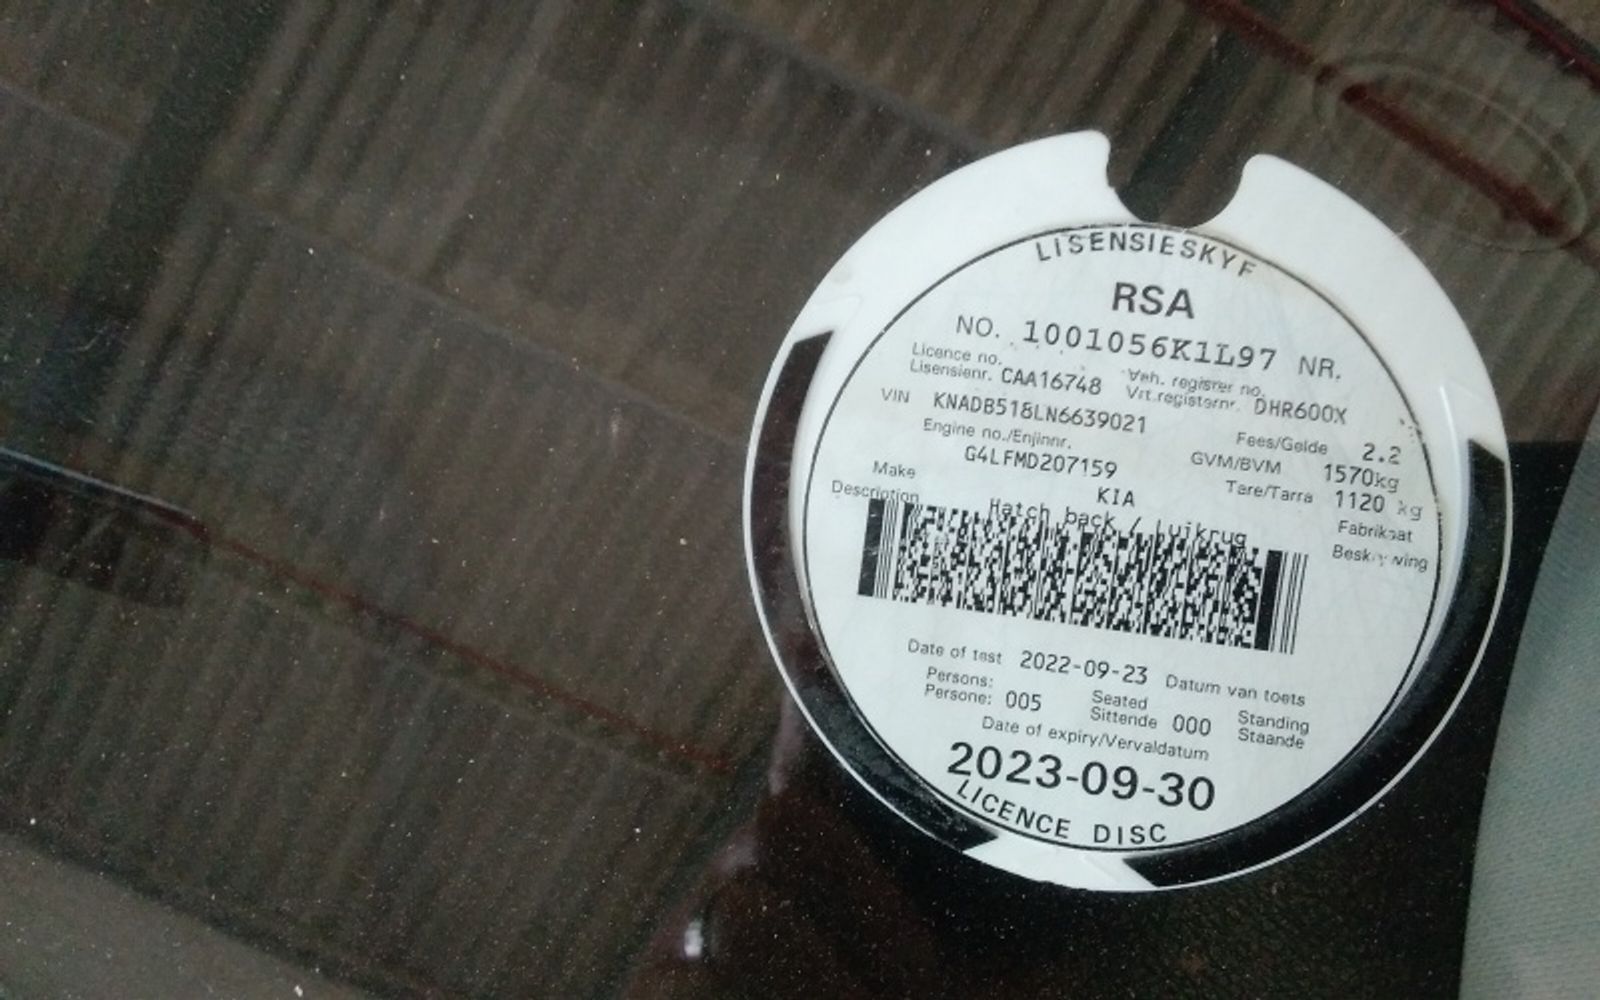 LISENSIESKYF
RSA
NO. 1001056K1L97 NR.
Licence no. Veh. register no.
Lisensienr. CAA16748 Vrt.registernr. DHR600X
VIN KNADB518LN6639021
Fees/Gelde 2.2
Engine no./Enjinnr. GVM/BVM 1570kg
G4LFMD207159 Tare/Tarra 1120 kg
Make KIA Fabrikaat
Description Hatch back / Luikrug Beskrywing
Date of test 2022-09-23 Datum van toets
Persons: Seated Standing
Persone: 005 Sittende 000 Staande
Date of expiry/Vervaldatum
2023-09-30
LICENCE DISC